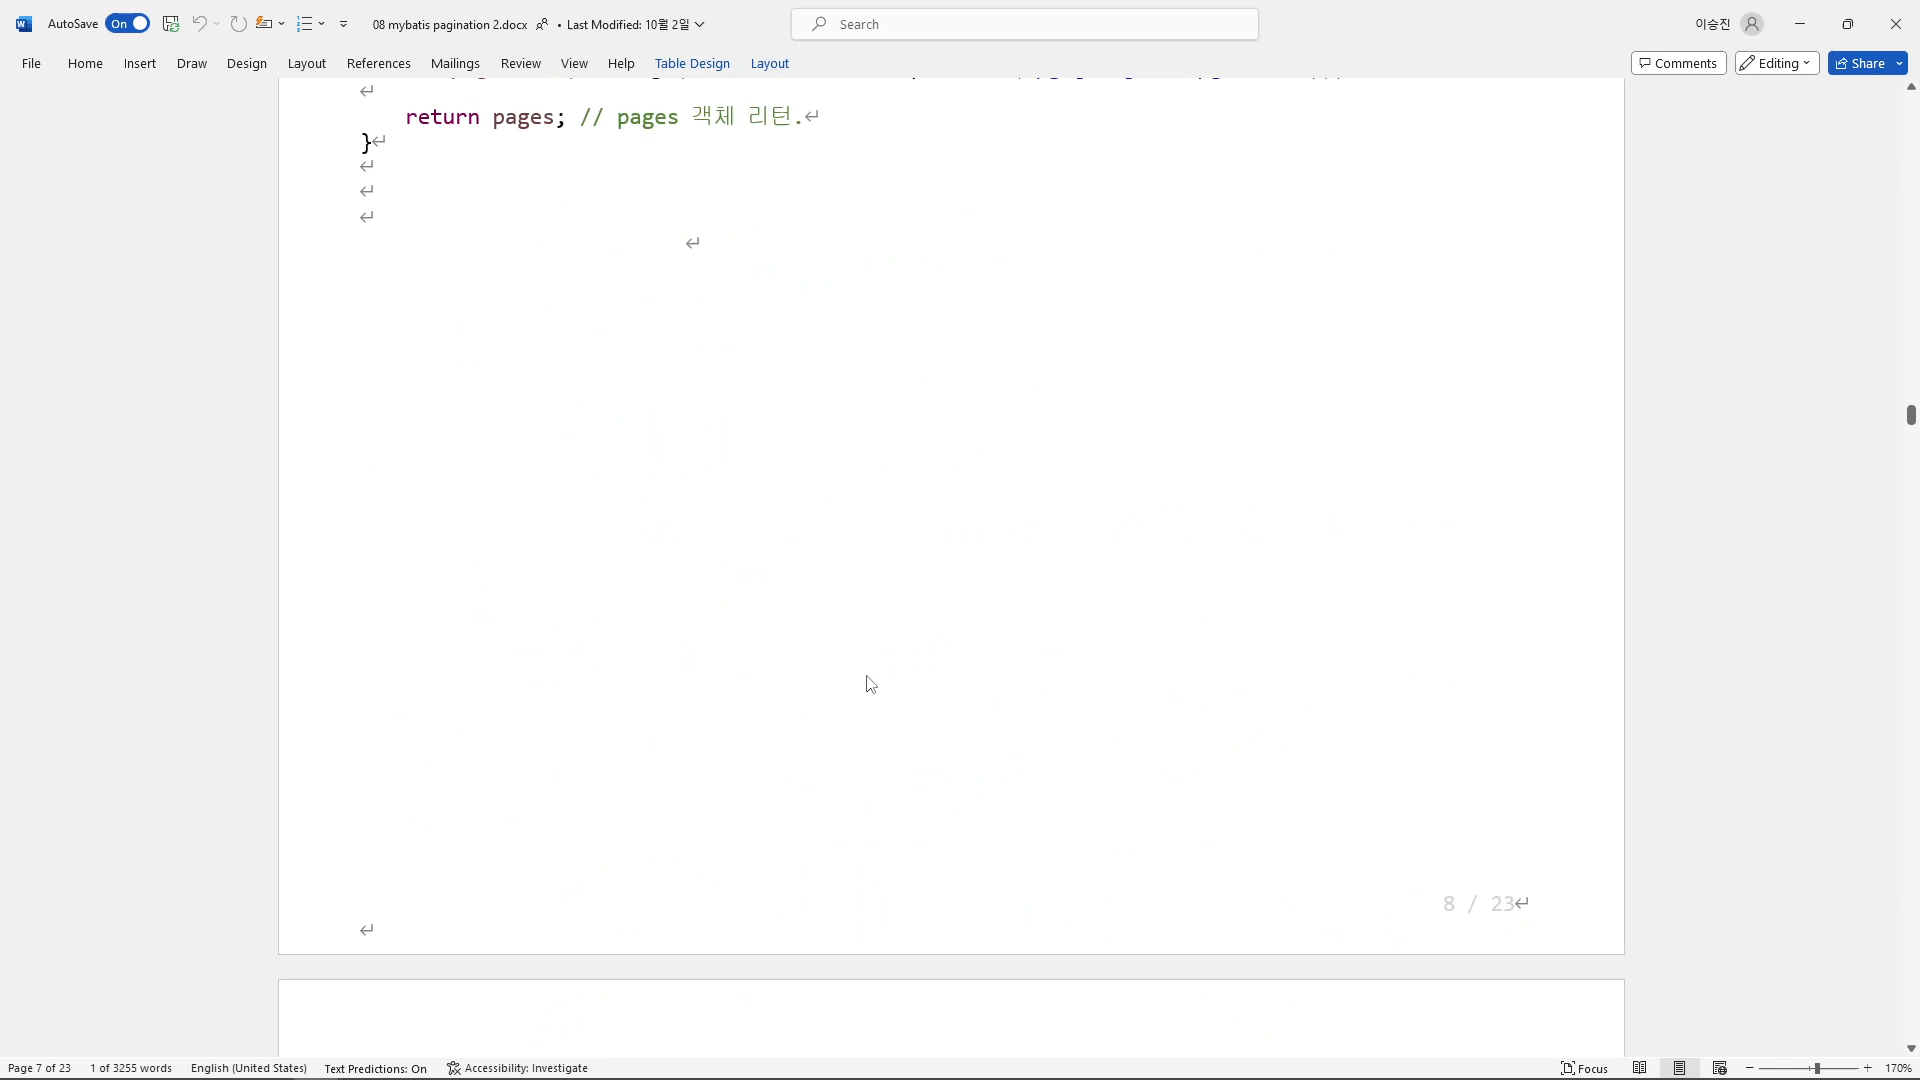 AutoSave On 08 mybatis pagination 2.docx • Last Modified: 10월 2일 Search 이승진
File Home Insert Draw Design Layout References Mailings Review View Help Table Design Layout Comments Editing Share
return pages; // pages 객체 리턴.
}
8 / 23
Page 7 of 23 1 of 3255 words English (United States) Text Predictions: On Accessibility: Investigate Focus 170%